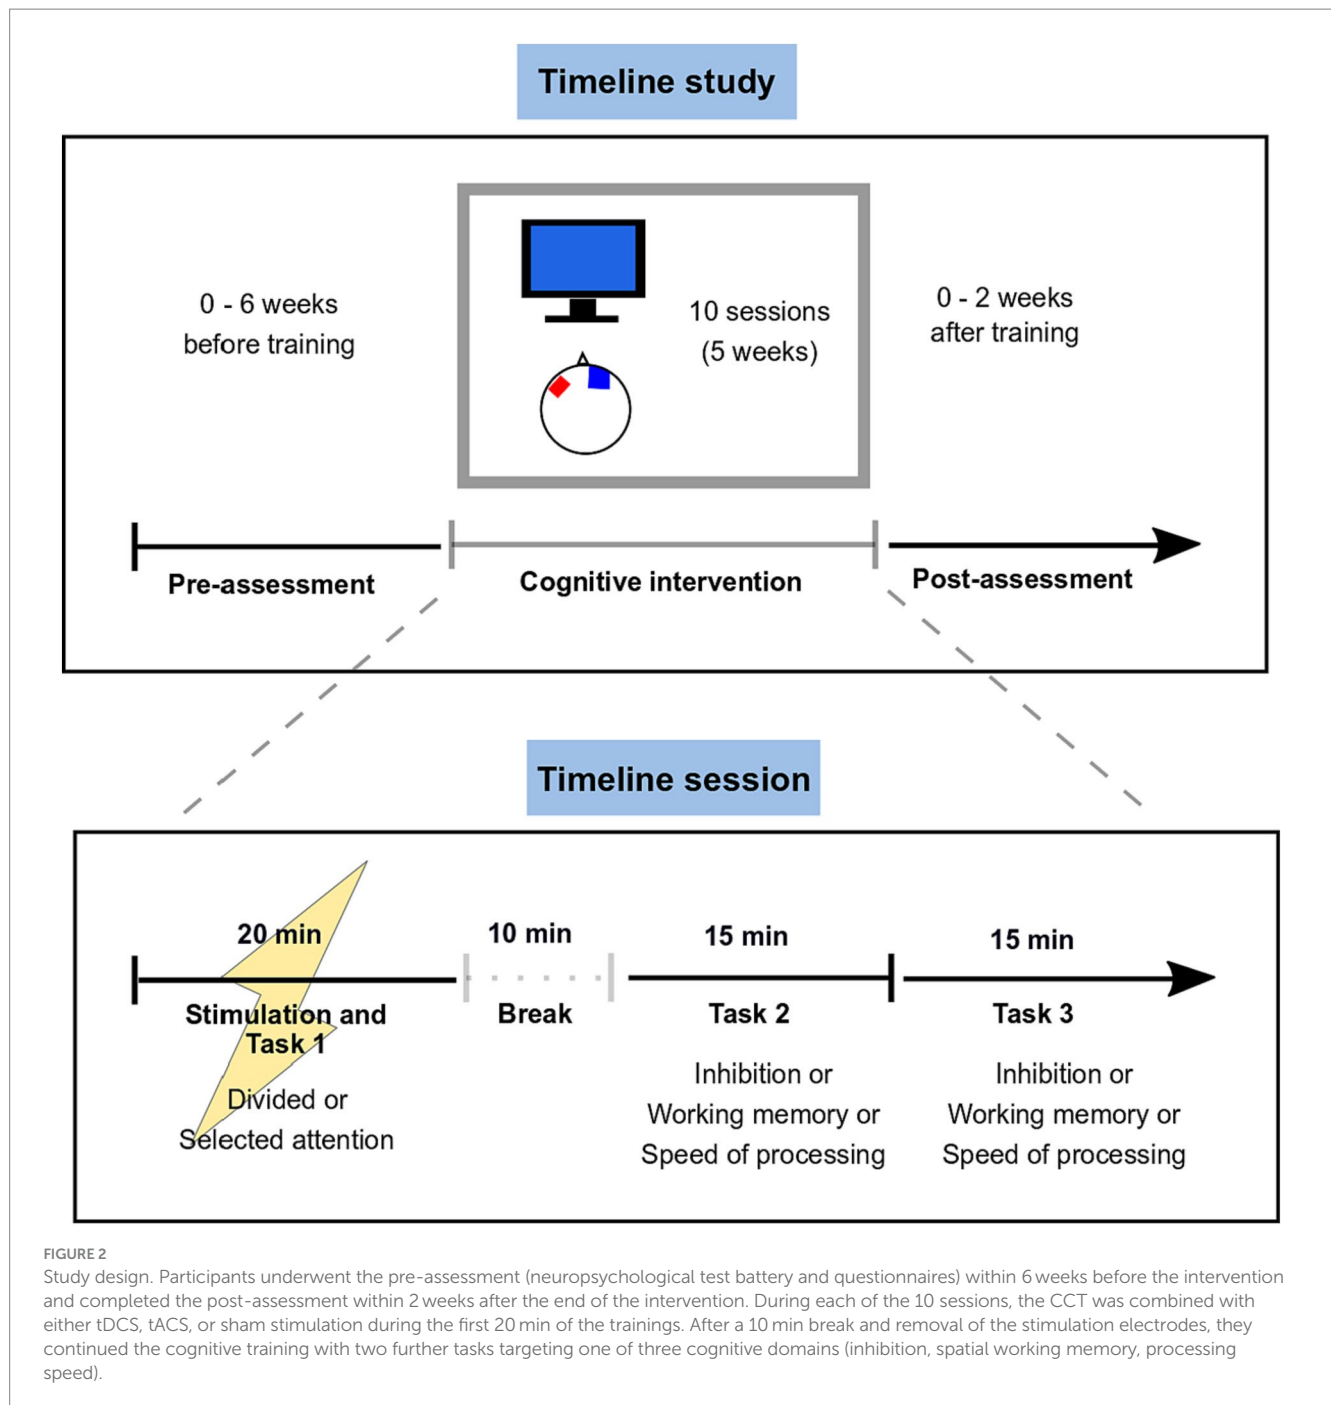 Timeline study
0 - 6 weeks
before training
10 sessions
(5 weeks)
0 - 2 weeks
after training
Pre-assessment
Cognitive intervention
Post-assessment
Timeline session
20 min
10 min
15 min
15 min
Stimulation and
Task 1
Break
Task 2
Task 3
Divided or
Selected attention
Inhibition or
Working memory or
Speed of processing
Inhibition or
Working memory or
Speed of processing
FIGURE 2
Study design. Participants underwent the pre-assessment (neuropsychological test battery and questionnaires) within 6 weeks before the intervention
and completed the post-assessment within 2 weeks after the end of the intervention. During each of the 10 sessions, the CCT was combined with
either tDCS, tACS, or sham stimulation during the first 20 min of the trainings. After a 10 min break and removal of the stimulation electrodes, they
continued the cognitive training with two further tasks targeting one of three cognitive domains (inhibition, spatial working memory, processing
speed).